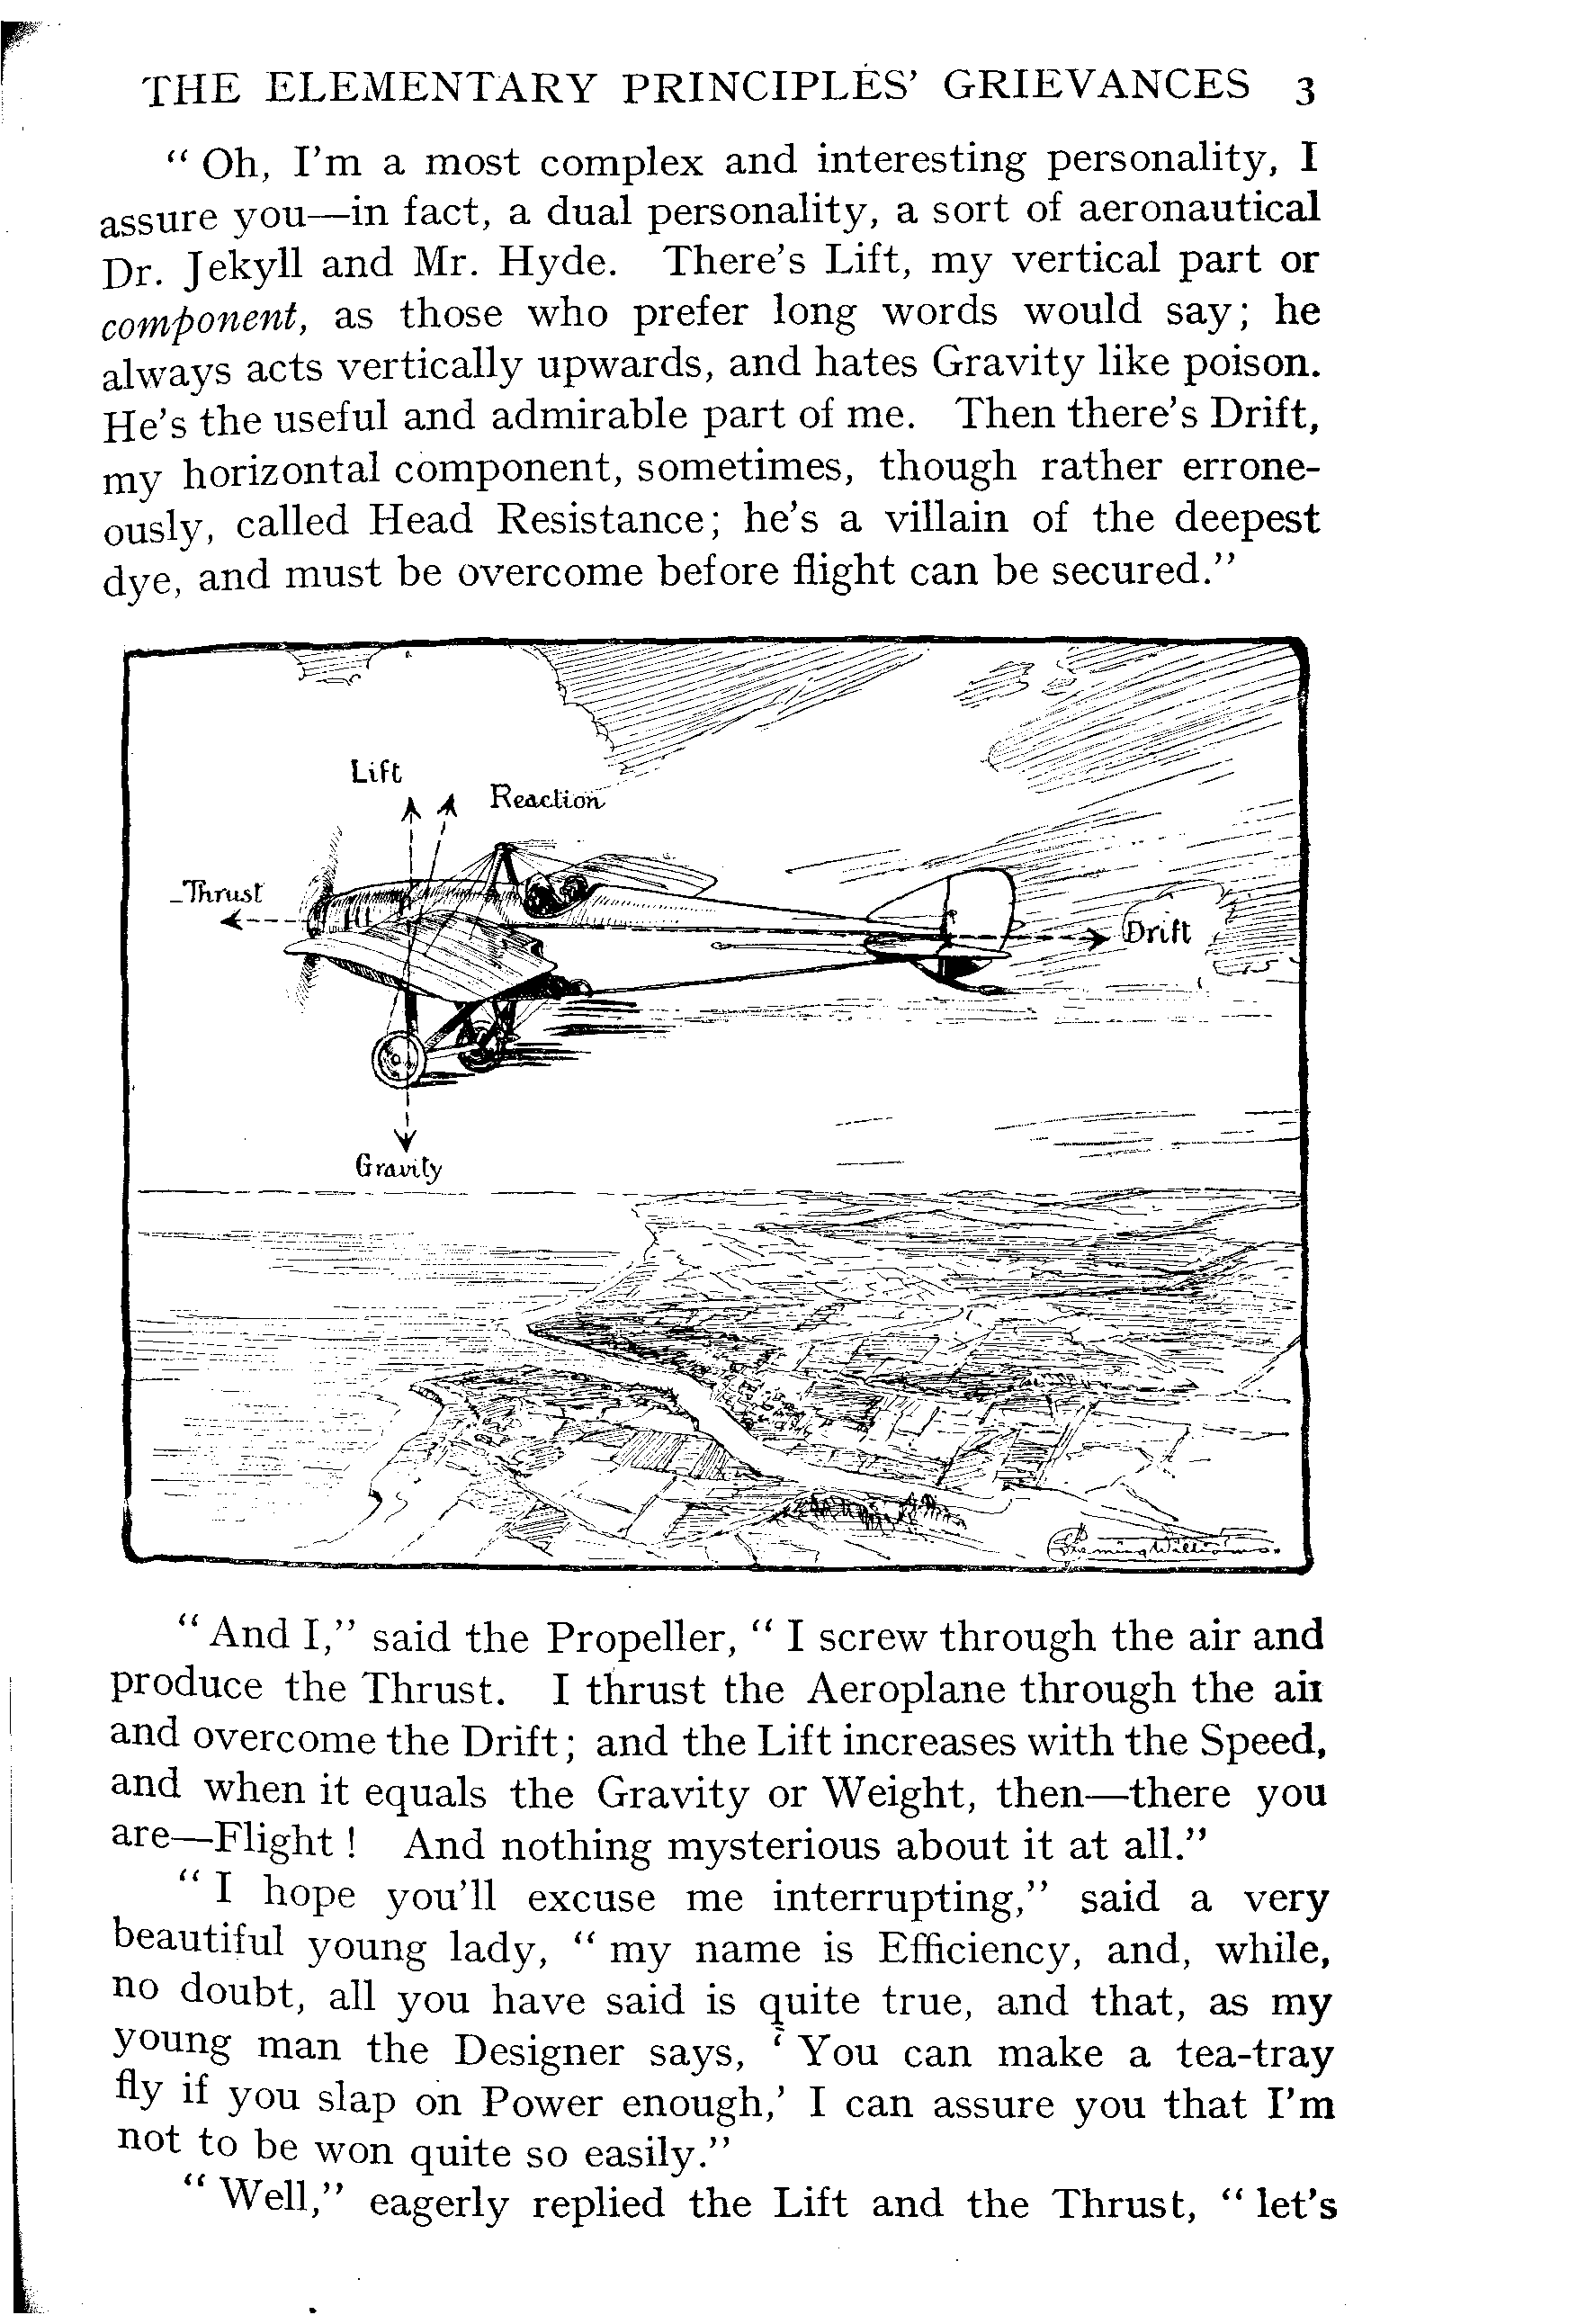 THE ELEMENTARY PRINCIPLES' GRIEVANCES 3
“ Oh, I'm a most complex and interesting personality, I
assure you—in fact, a dual personality, a sort of aeronautical
Dr. Jekyll and Mr. Hyde. There's Lift, my vertical part or
component, as those who prefer long words would say; he
always acts vertically upwards, and hates Gravity like poison.
He's the useful and admirable part of me. Then there's Drift,
my horizontal component, sometimes, though rather errone-
ously, called Head Resistance; he's a villain of the deepest
dye, and must be overcome before flight can be secured.”
Lift
Reaction
Thrust
Drift
Gravity
Fleming Williams.
“ And I,” said the Propeller, “ I screw through the air and
produce the Thrust. I thrust the Aeroplane through the air
and overcome the Drift; and the Lift increases with the Speed,
and when it equals the Gravity or Weight, then—there you
are—Flight ! And nothing mysterious about it at all.”
“ I hope you'll excuse me interrupting,” said a very
beautiful young lady, “ my name is Efficiency, and, while,
no doubt, all you have said is quite true, and that, as my
young man the Designer says, ‘ You can make a tea-tray
fly if you slap on Power enough,’ I can assure you that I'm
not to be won quite so easily.”
“ Well,” eagerly replied the Lift and the Thrust, “ let's